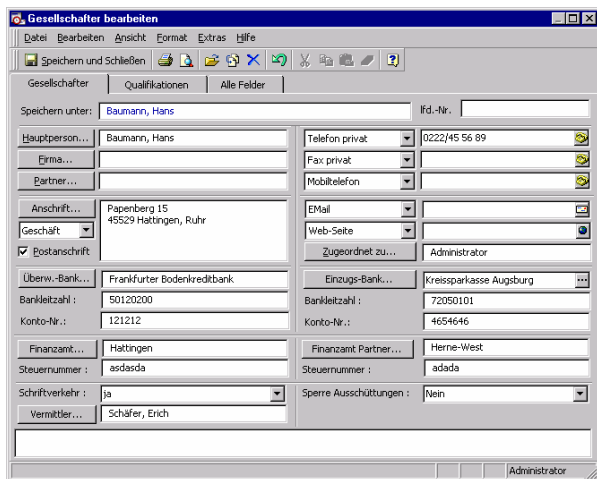 Gesellschafter bearbeiten
Datei Bearbeiten Ansicht Format Extras Hilfe
Speichern und Schließen
Gesellschafter Qualifikationen Alle Felder
Speichern unter: Baumann, Hans lfd.-Nr.
Hauptperson... Baumann, Hans Telefon privat 0222/45 56 89
Firma... Fax privat
Partner... Mobiltelefon
Anschrift... Papenberg 15 EMail
45529 Hattingen, Ruhr
Geschäft Web-Seite
Postanschrift Zugeordnet zu... Administrator
Überw.-Bank... Frankfurter Bodenkreditbank Einzugs-Bank... Kreissparkasse Augsburg ...
Bankleitzahl : 50120200 Bankleitzahl : 72050101
Konto-Nr.: 121212 Konto-Nr.: 4654646
Finanzamt... Hattingen Finanzamt Partner... Herne-West
Steuernummer : asdasda Steuernummer : adada
Schriftverkehr : ja Sperre Ausschüttungen : Nein
Vermittler... Schäfer, Erich
Administrator